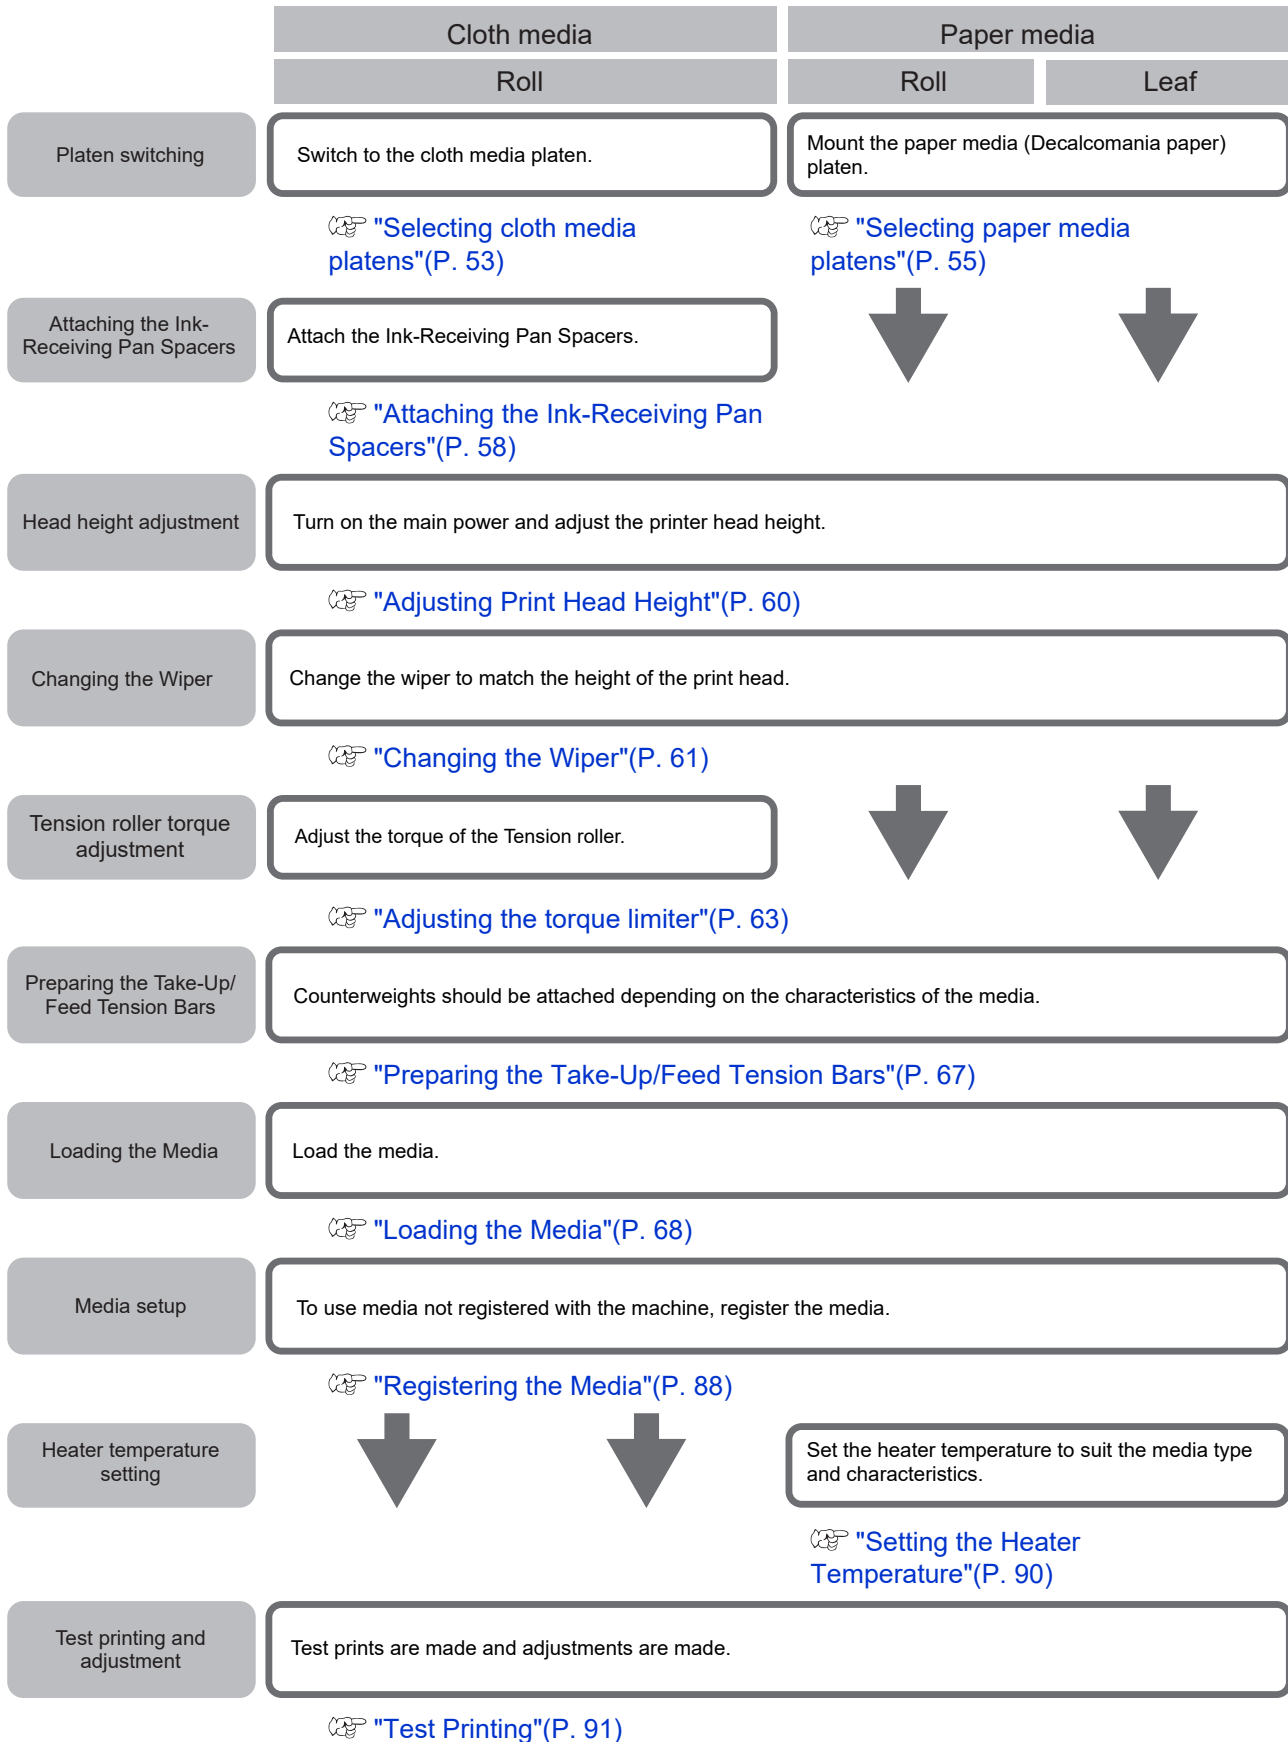 Cloth media
Paper media
Roll
Roll
Leaf
Platen switching
Switch to the cloth media platen.
Mount the paper media (Decalcomania paper)
platen.
"Selecting cloth media
platens"(P. 53)
"Selecting paper media
platens"(P. 55)
Attaching the Ink-
Receiving Pan Spacers
Attach the Ink-Receiving Pan Spacers.
"Attaching the Ink-Receiving Pan
Spacers"(P. 58)
Head height adjustment
Turn on the main power and adjust the printer head height.
"Adjusting Print Head Height"(P. 60)
Changing the Wiper
Change the wiper to match the height of the print head.
"Changing the Wiper"(P. 61)
Tension roller torque
adjustment
Adjust the torque of the Tension roller.
"Adjusting the torque limiter"(P. 63)
Preparing the Take-Up/
Feed Tension Bars
Counterweights should be attached depending on the characteristics of the media.
"Preparing the Take-Up/Feed Tension Bars"(P. 67)
Loading the Media
Load the media.
"Loading the Media"(P. 68)
Media setup
To use media not registered with the machine, register the media.
"Registering the Media"(P. 88)
Heater temperature
setting
Set the heater temperature to suit the media type
and characteristics.
"Setting the Heater
Temperature"(P. 90)
Test printing and
adjustment
Test prints are made and adjustments are made.
"Test Printing"(P. 91)